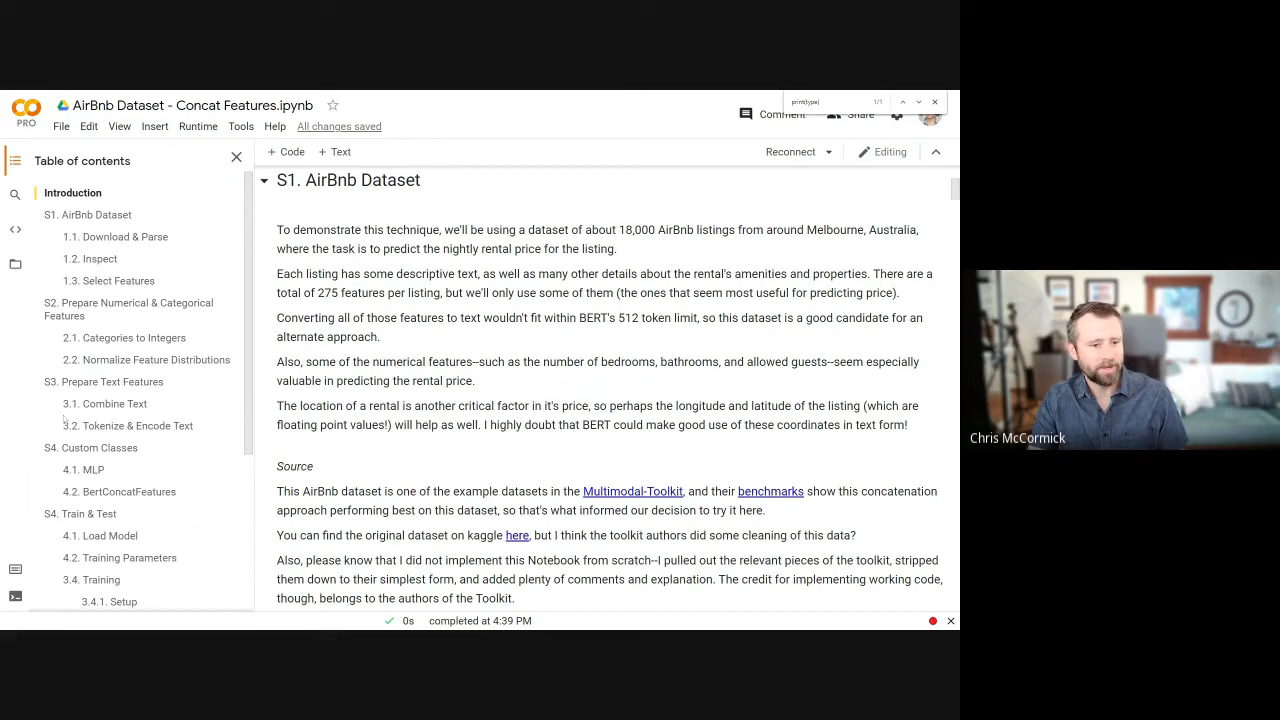 AirBnb Dataset - Concat Features.ipynb
PRO
File Edit View Insert Runtime Tools Help All changes saved
print(type| 1/1
Comment Share
Table of contents
+ Code + Text
Reconnect Editing
Introduction
S1. AirBnb Dataset
1.1. Download & Parse
1.2. Inspect
1.3. Select Features
S2. Prepare Numerical & Categorical
Features
2.1. Categories to Integers
2.2. Normalize Feature Distributions
S3. Prepare Text Features
3.1. Combine Text
3.2. Tokenize & Encode Text
S4. Custom Classes
4.1. MLP
4.2. BertConcatFeatures
S4. Train & Test
4.1. Load Model
4.2. Training Parameters
3.4. Training
3.4.1. Setup
S1. AirBnb Dataset
To demonstrate this technique, we'll be using a dataset of about 18,000 AirBnb listings from around Melbourne, Australia,
where the task is to predict the nightly rental price for the listing.
Each listing has some descriptive text, as well as many other details about the rental's amenities and properties. There are a
total of 275 features per listing, but we'll only use some of them (the ones that seem most useful for predicting price).
Converting all of those features to text wouldn't fit within BERT's 512 token limit, so this dataset is a good candidate for an
alternate approach.
Also, some of the numerical features--such as the number of bedrooms, bathrooms, and allowed guests--seem especially
valuable in predicting the rental price.
The location of a rental is another critical factor in it's price, so perhaps the longitude and latitude of the listing (which are
floating point values!) will help as well. I highly doubt that BERT could make good use of these coordinates in text form!
Source
This AirBnb dataset is one of the example datasets in the Multimodal-Toolkit, and their benchmarks show this concatenation
approach performing best on this dataset, so that's what informed our decision to try it here.
You can find the original dataset on kaggle here, but I think the toolkit authors did some cleaning of this data?
Also, please know that I did not implement this Notebook from scratch--I pulled out the relevant pieces of the toolkit, stripped
them down to their simplest form, and added plenty of comments and explanation. The credit for implementing working code,
though, belongs to the authors of the Toolkit.
0s completed at 4:39 PM
Chris McCormick